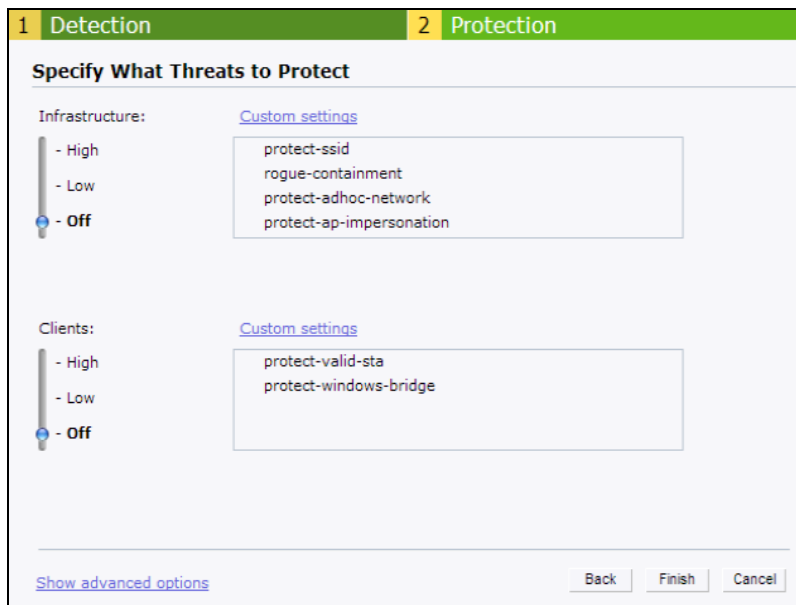 1 Detection 2 Protection
Specify What Threats to Protect
Infrastructure: Custom settings
- High protect-ssid
rogue-containment
- Low protect-adhoc-network
- Off protect-ap-impersonation
Clients: Custom settings
- High protect-valid-sta
protect-windows-bridge
- Low
- Off
Show advanced options Back Finish Cancel